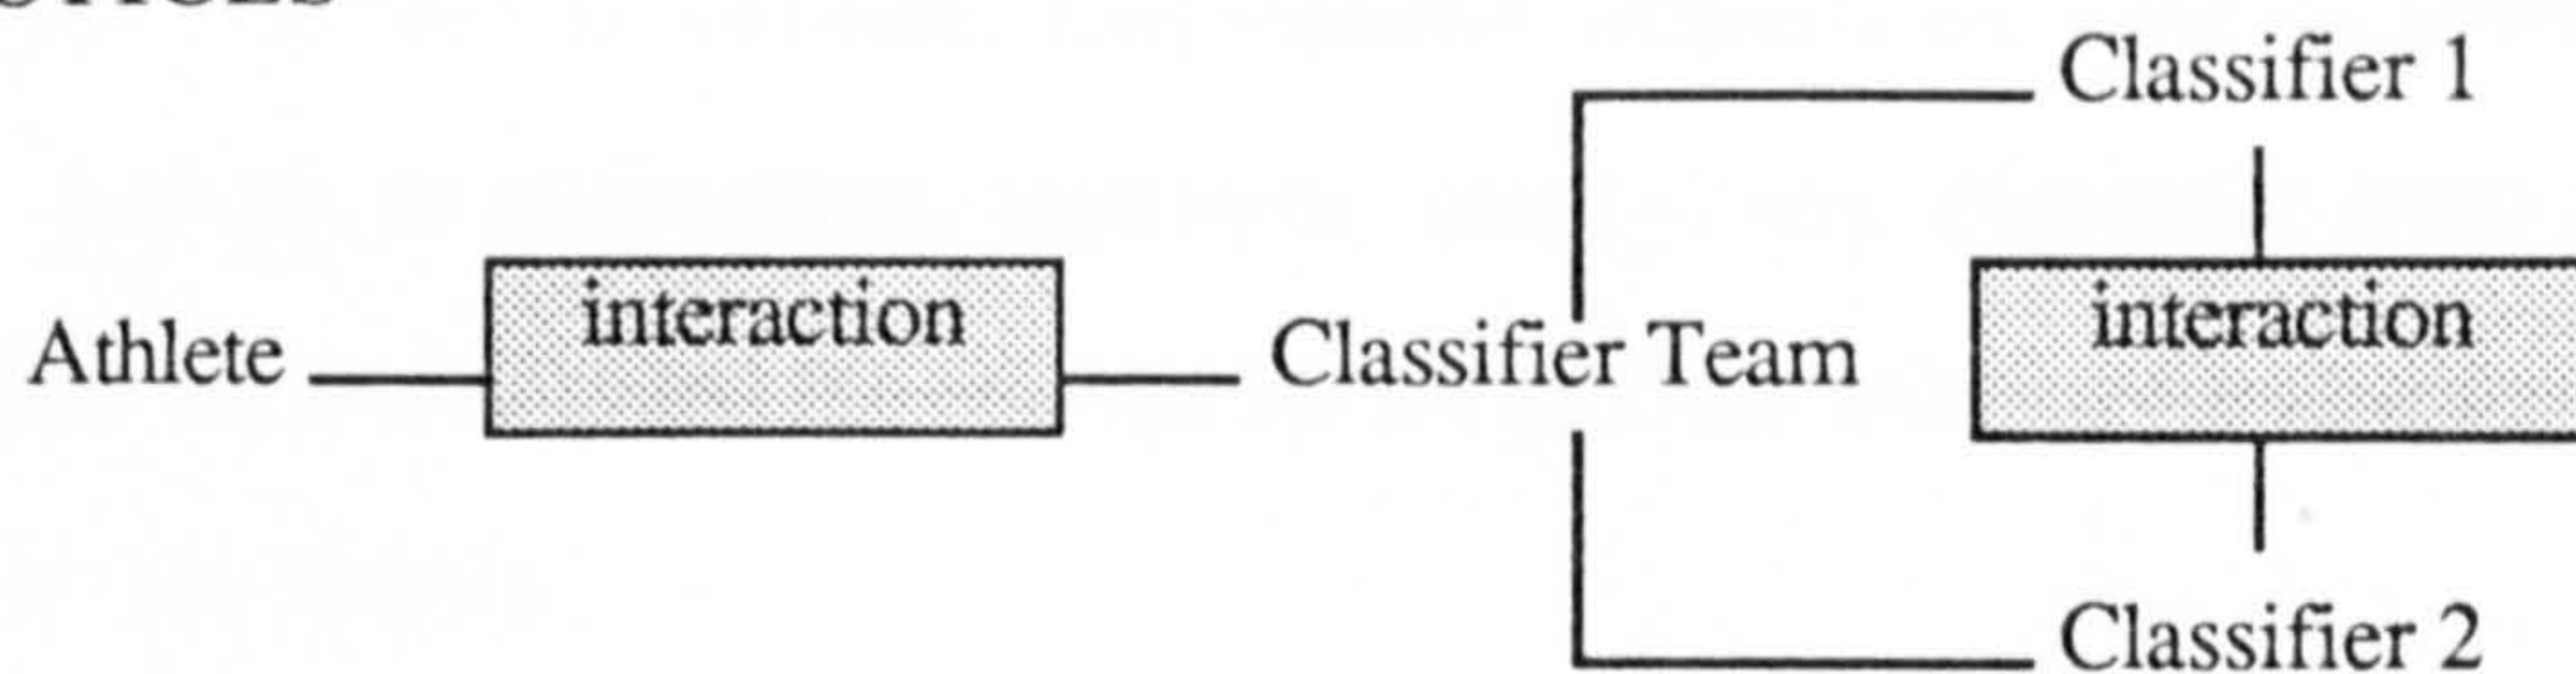 Classifier 1
interaction
interaction
Athlete
Classifier Team
Classifier 2